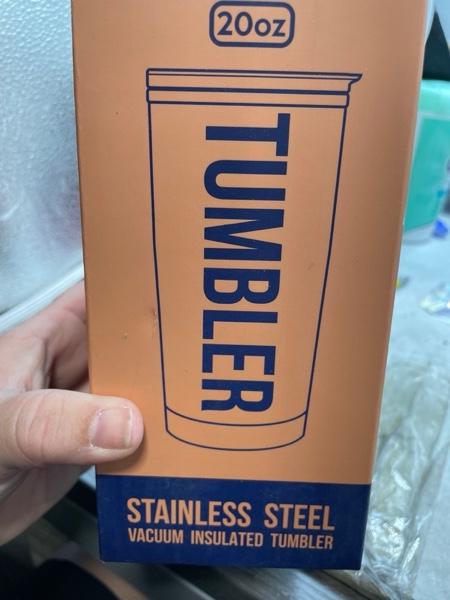 20oz
TUMBLER
STAINLESS STEEL
VACUUM INSULATED TUMBLER